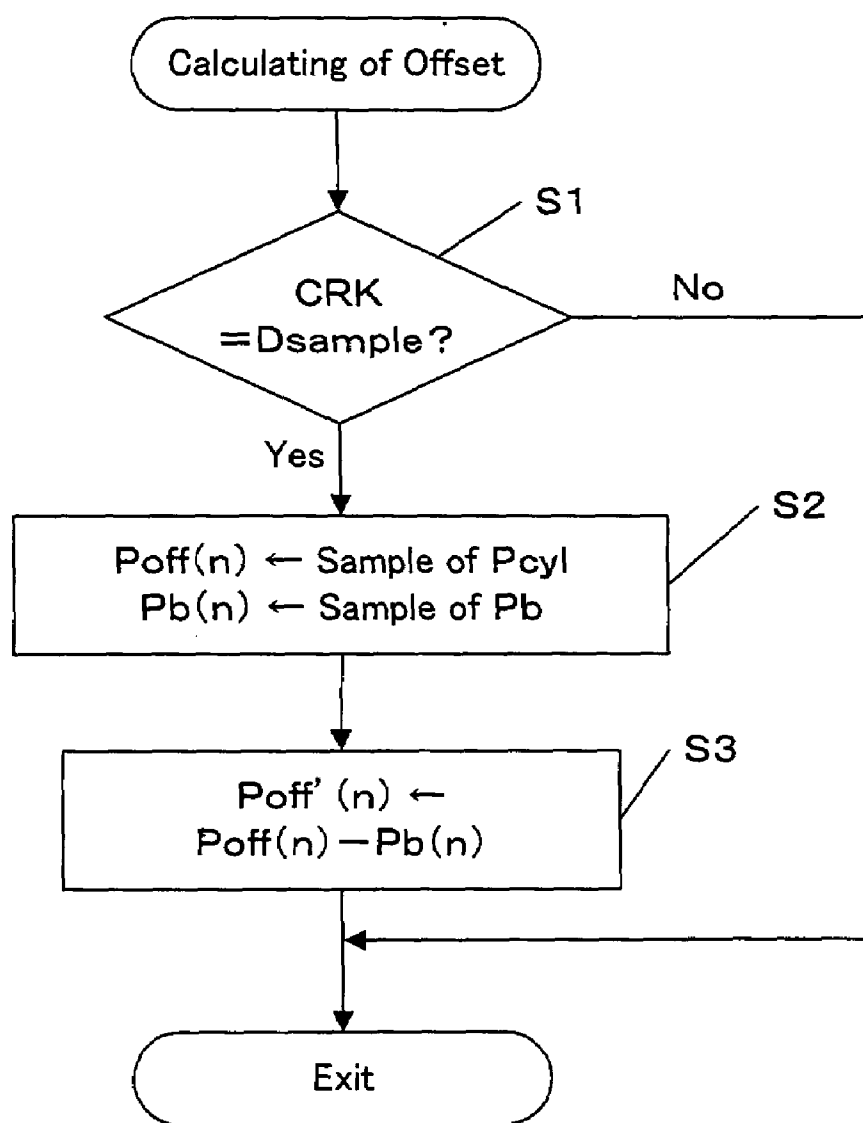 Calculating of Offset
S1
CRK
=Dsample?
No
Yes
S2
Poff(n) ← Sample of Pcyl
Pb(n) ← Sample of Pb
S3
Poff'(n) ←
Poff(n)−Pb(n)
Exit